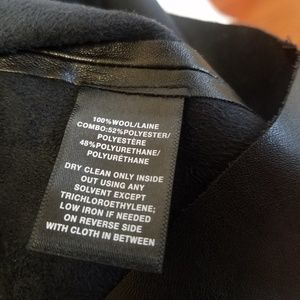 100%WOOL/LAINE
COMBO:52%POLYESTER/
POLYESTÈRE
48%POLYURETHANE/
POLYURÉTHANE
DRY CLEAN ONLY INSIDE
OUT USING ANY
SOLVENT EXCEPT
TRICHLOROETHYLENE;
LOW IRON IF NEEDED
ON REVERSE SIDE
WITH CLOTH IN BETWEEN